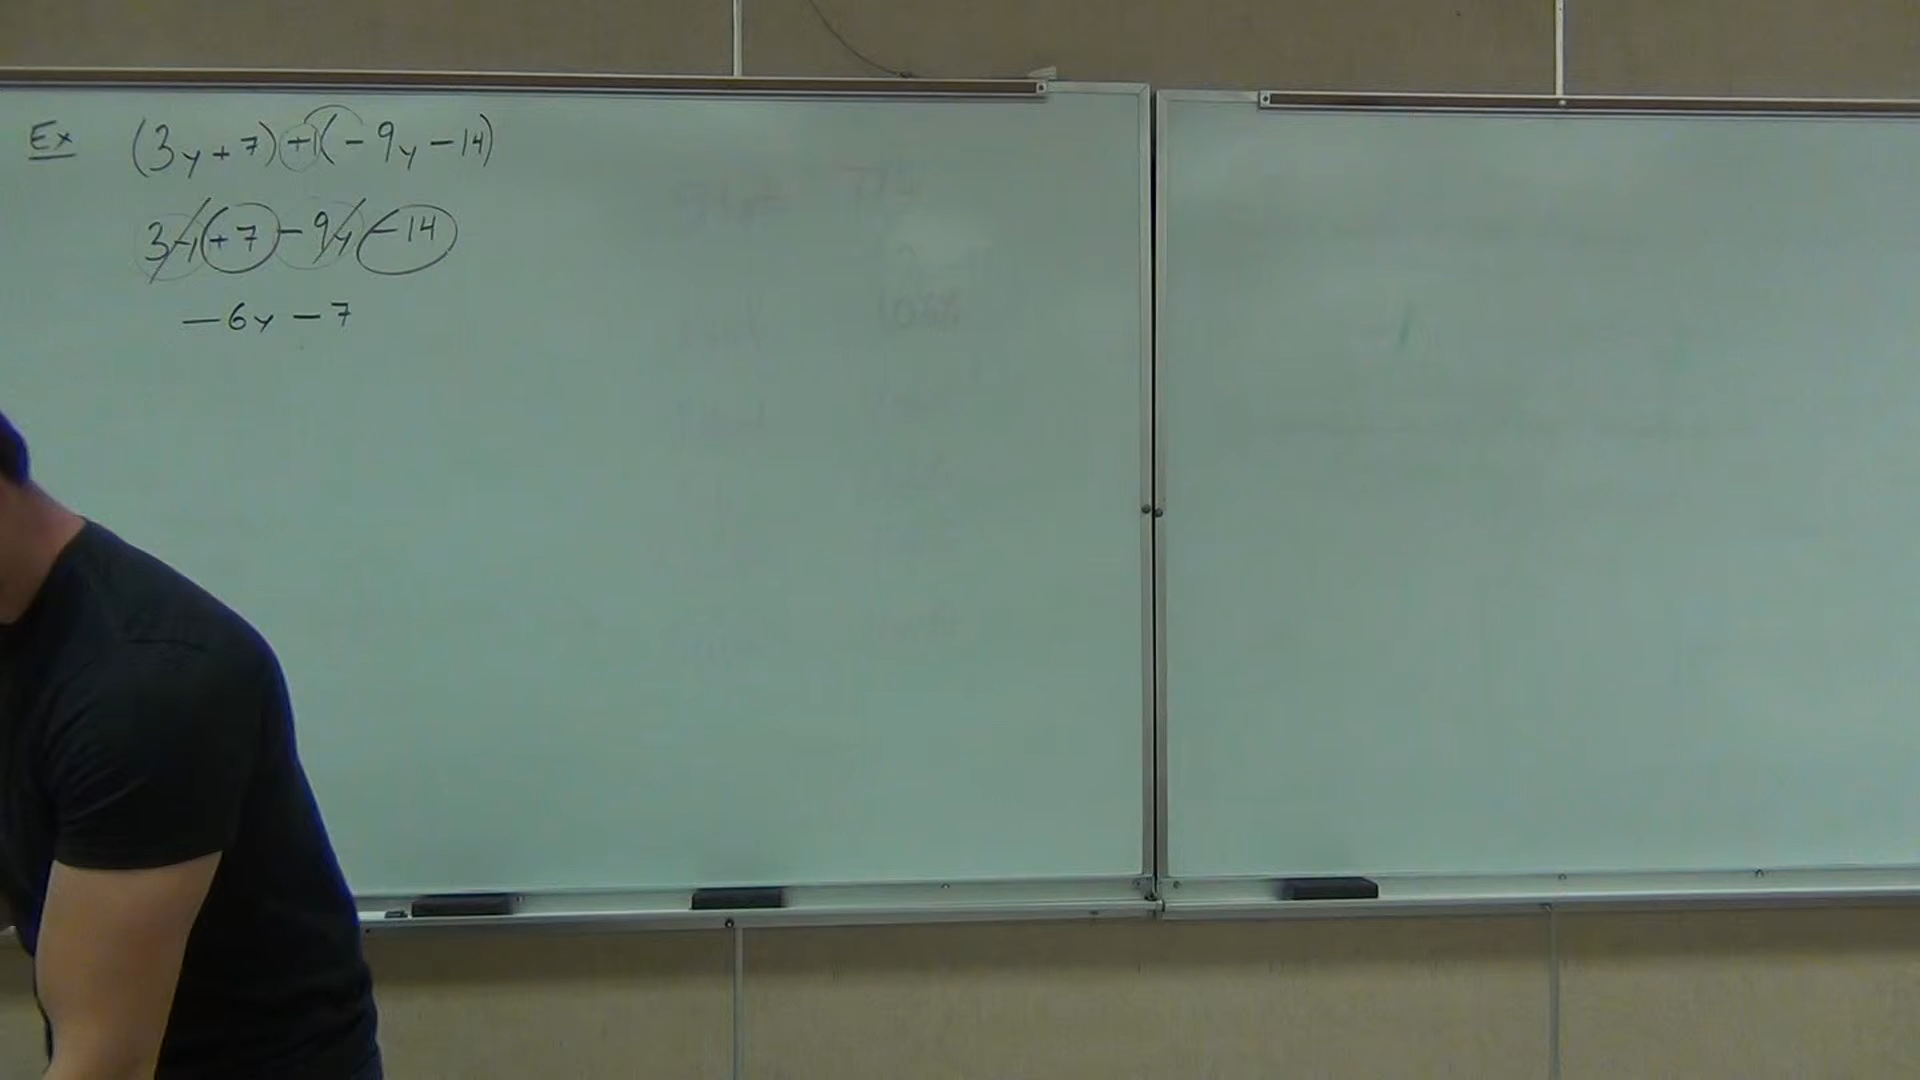 Ex (3y + 7) +1(- 9y - 14)
3y + 7 - 9y - 14
- 6y - 7